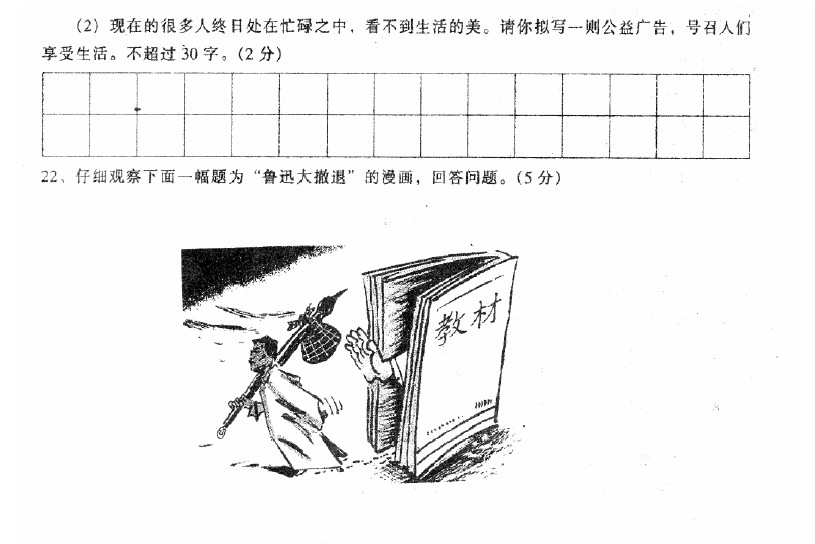 （2）现在的很多人终日处在忙碌之中，看不到生活的美。请你拟写一则公益广告，号召人们
享受生活。不超过 30 字。（2 分）
22、仔细观察下面一幅题为“鲁迅大撤退”的漫画，回答问题。（5 分）
教材